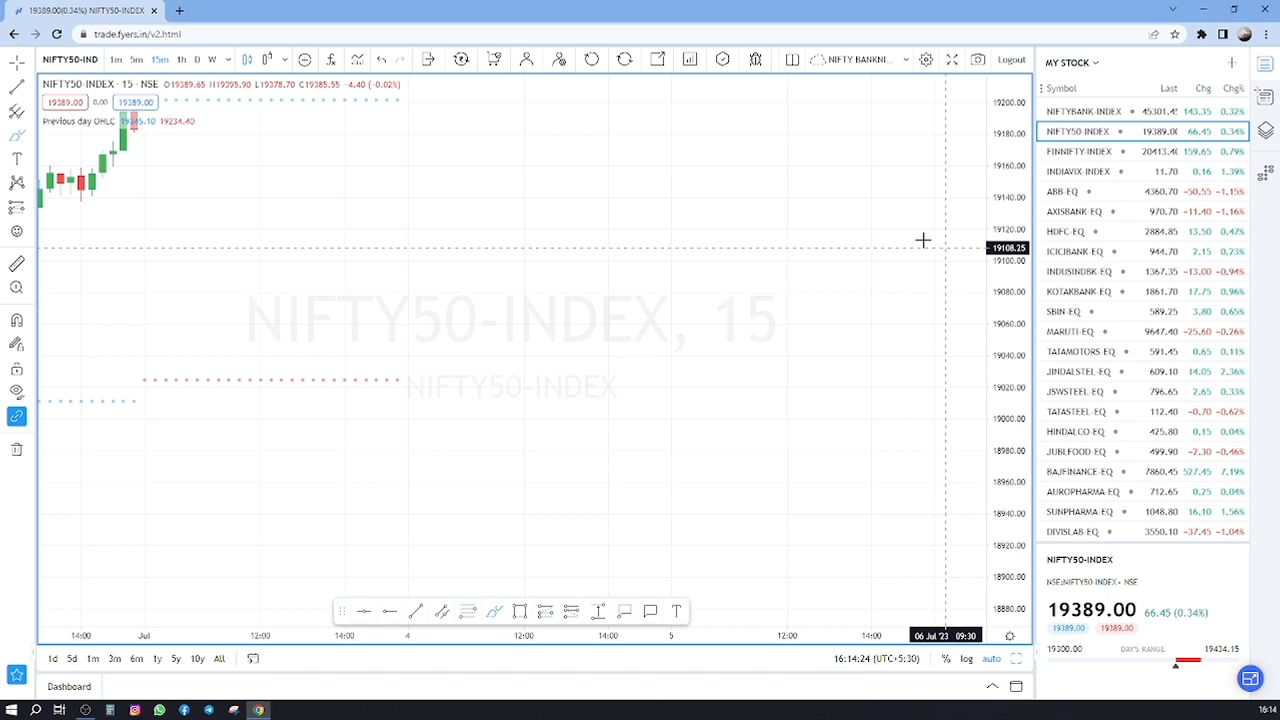 19389.00(0.34%) NIFTY50-INDEX
trade.fyers.in/v2.html
NIFTY50-IND 1m 5m 15m 1h D W NIFTY BANKNI... Logout
NIFTY50-INDEX · 15 · NSE O19389.65 H19395.90 L19378.70 C19385.55 -4.40 (-0.02%)
19389.00 0.00 19389.00
Previous day OHLC 19345.10 19234.40
NIFTY50-INDEX, 15
NIFTY50-INDEX
19200.00
19180.00
19160.00
19140.00
19120.00
19108.25
19100.00
19080.00
19060.00
19040.00
19020.00
19000.00
18980.00
18960.00
18940.00
18920.00
18900.00
18880.00
14:00 Jul 12:00 14:00 4 12:00 14:00 5 12:00 14:00 06 Jul '23 09:30
1d 5d 1m 3m 6m 1y 5y 10y All 16:14:24 (UTC+5:30) % log auto
Dashboard
MY STOCK
Symbol Last Chg Chg%
NIFTYBANK-INDEX 45301.45 143.35 0.32%
NIFTY50-INDEX 19389.00 66.45 0.34%
FINNIFTY-INDEX 20413.40 159.65 0.79%
INDIAVIX-INDEX 11.70 0.16 1.39%
ABB-EQ 4360.70 -50.55 -1.15%
AXISBANK-EQ 970.70 -11.40 -1.16%
HDFC-EQ 2884.85 13.50 0.47%
ICICIBANK-EQ 944.70 2.15 0.23%
INDUSINDBK-EQ 1367.35 -13.00 -0.94%
KOTAKBANK-EQ 1861.70 17.75 0.96%
SBIN-EQ 589.25 3.80 0.65%
MARUTI-EQ 9647.40 -25.60 -0.26%
TATAMOTORS-EQ 591.45 0.65 0.11%
JINDALSTEL-EQ 609.10 14.05 2.36%
JSWSTEEL-EQ 796.65 2.65 0.33%
TATASTEEL-EQ 112.40 -0.70 -0.62%
HINDALCO-EQ 425.80 0.15 0.04%
JUBLFOOD-EQ 499.90 -2.30 -0.46%
BAJFINANCE-EQ 7860.45 527.45 7.19%
AUROPHARMA-EQ 712.65 0.25 0.04%
SUNPHARMA-EQ 1048.80 16.10 1.56%
DIVISLAB-EQ 3550.10 -37.45 -1.04%
NIFTY50-INDEX
NSE:NIFTY50-INDEX • NSE
19389.00 66.45 (0.34%)
19389.00 19389.00
19300.00 DAY'S RANGE 19434.15
16:14